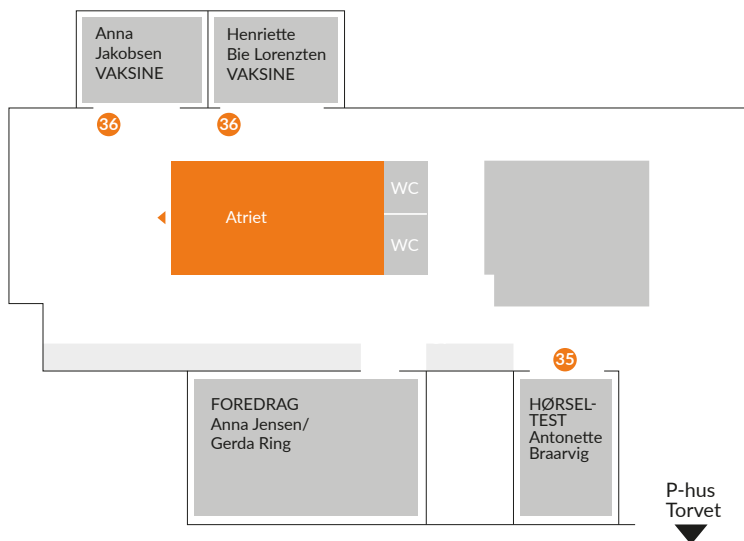 Anna
Jakobsen
VAKSINE
Henriette
Bie Lorenzten
VAKSINE
36
36
Atriet
WC
WC
35
FOREDRAG
Anna Jensen/
Gerda Ring
HØRSEL-
TEST
Antonette
Braarvig
P-hus
Torvet